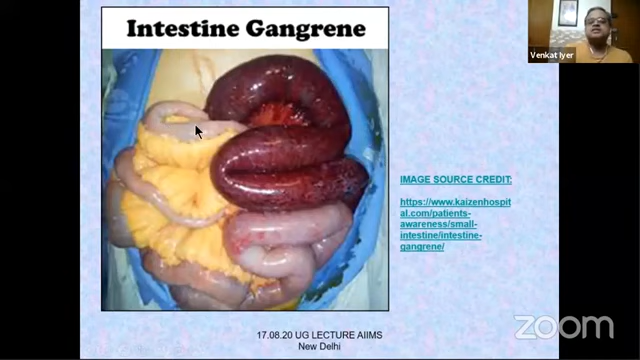 Intestine Gangrene
Venkat Iyer
IMAGE SOURCE CREDIT:
https://www.kaizenhospit
al.com/patients-
awareness/small-
intestine/intestine-
gangrene/
17.08.20 UG LECTURE AIIMS
New Delhi
zoom